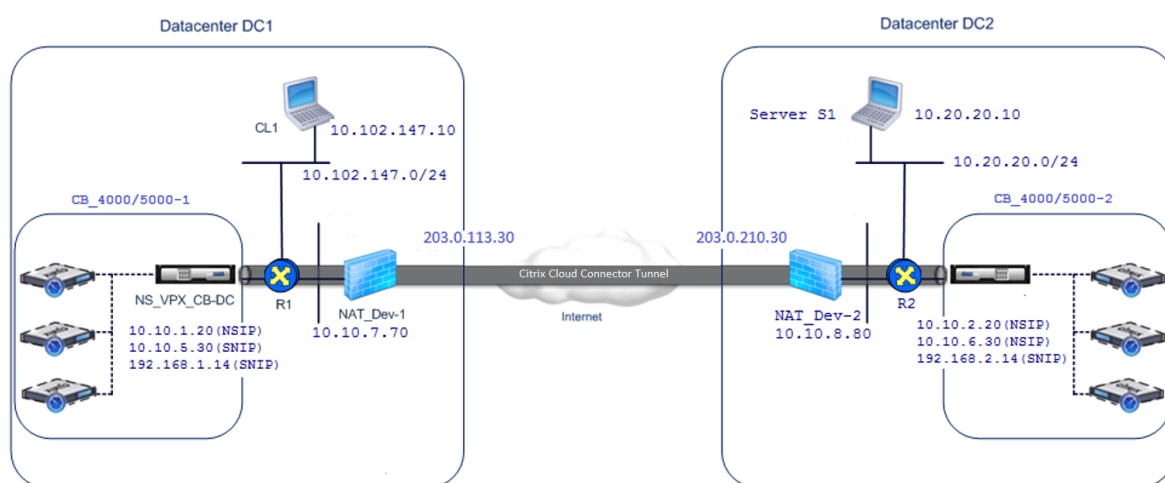 Datacenter DC1
Datacenter DC2
CL1
10.102.147.10
10.102.147.0/24
Server S1
10.20.20.10
10.20.20.0/24
CB_4000/5000-1
CB_4000/5000-2
203.0.113.30
203.0.210.30
Citrix Cloud Connector Tunnel
Internet
NS_VPX_CB-DC
R1
NAT_Dev-1
10.10.7.70
NAT_Dev-2
10.10.8.80
R2
10.10.1.20(NSIP)
10.10.5.30(SNIP)
192.168.1.14(SNIP)
10.10.2.20(NSIP)
10.10.6.30(NSIP)
192.168.2.14(SNIP)